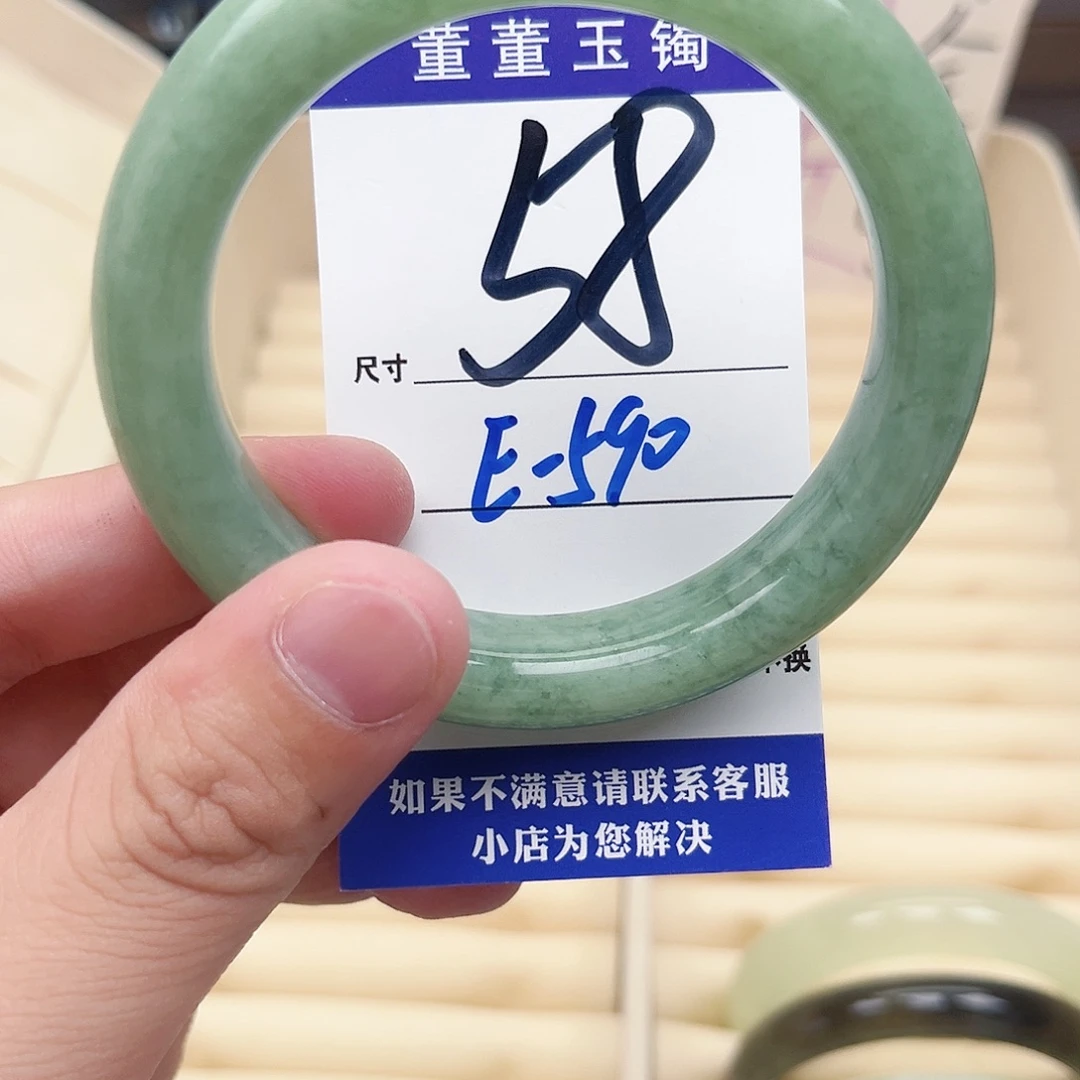 董董玉镯
58
尺寸
E-590
换
如果不满意请联系客服
小店为您解决